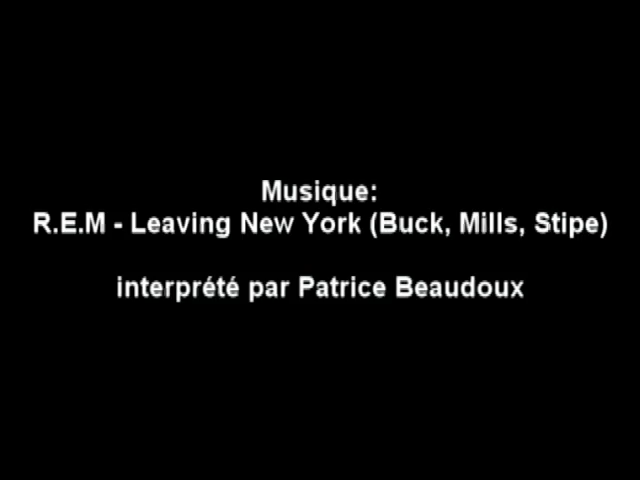 Musique:
R.E.M - Leaving New York (Buck, Mills, Stipe)
interprété par Patrice Beaudoux